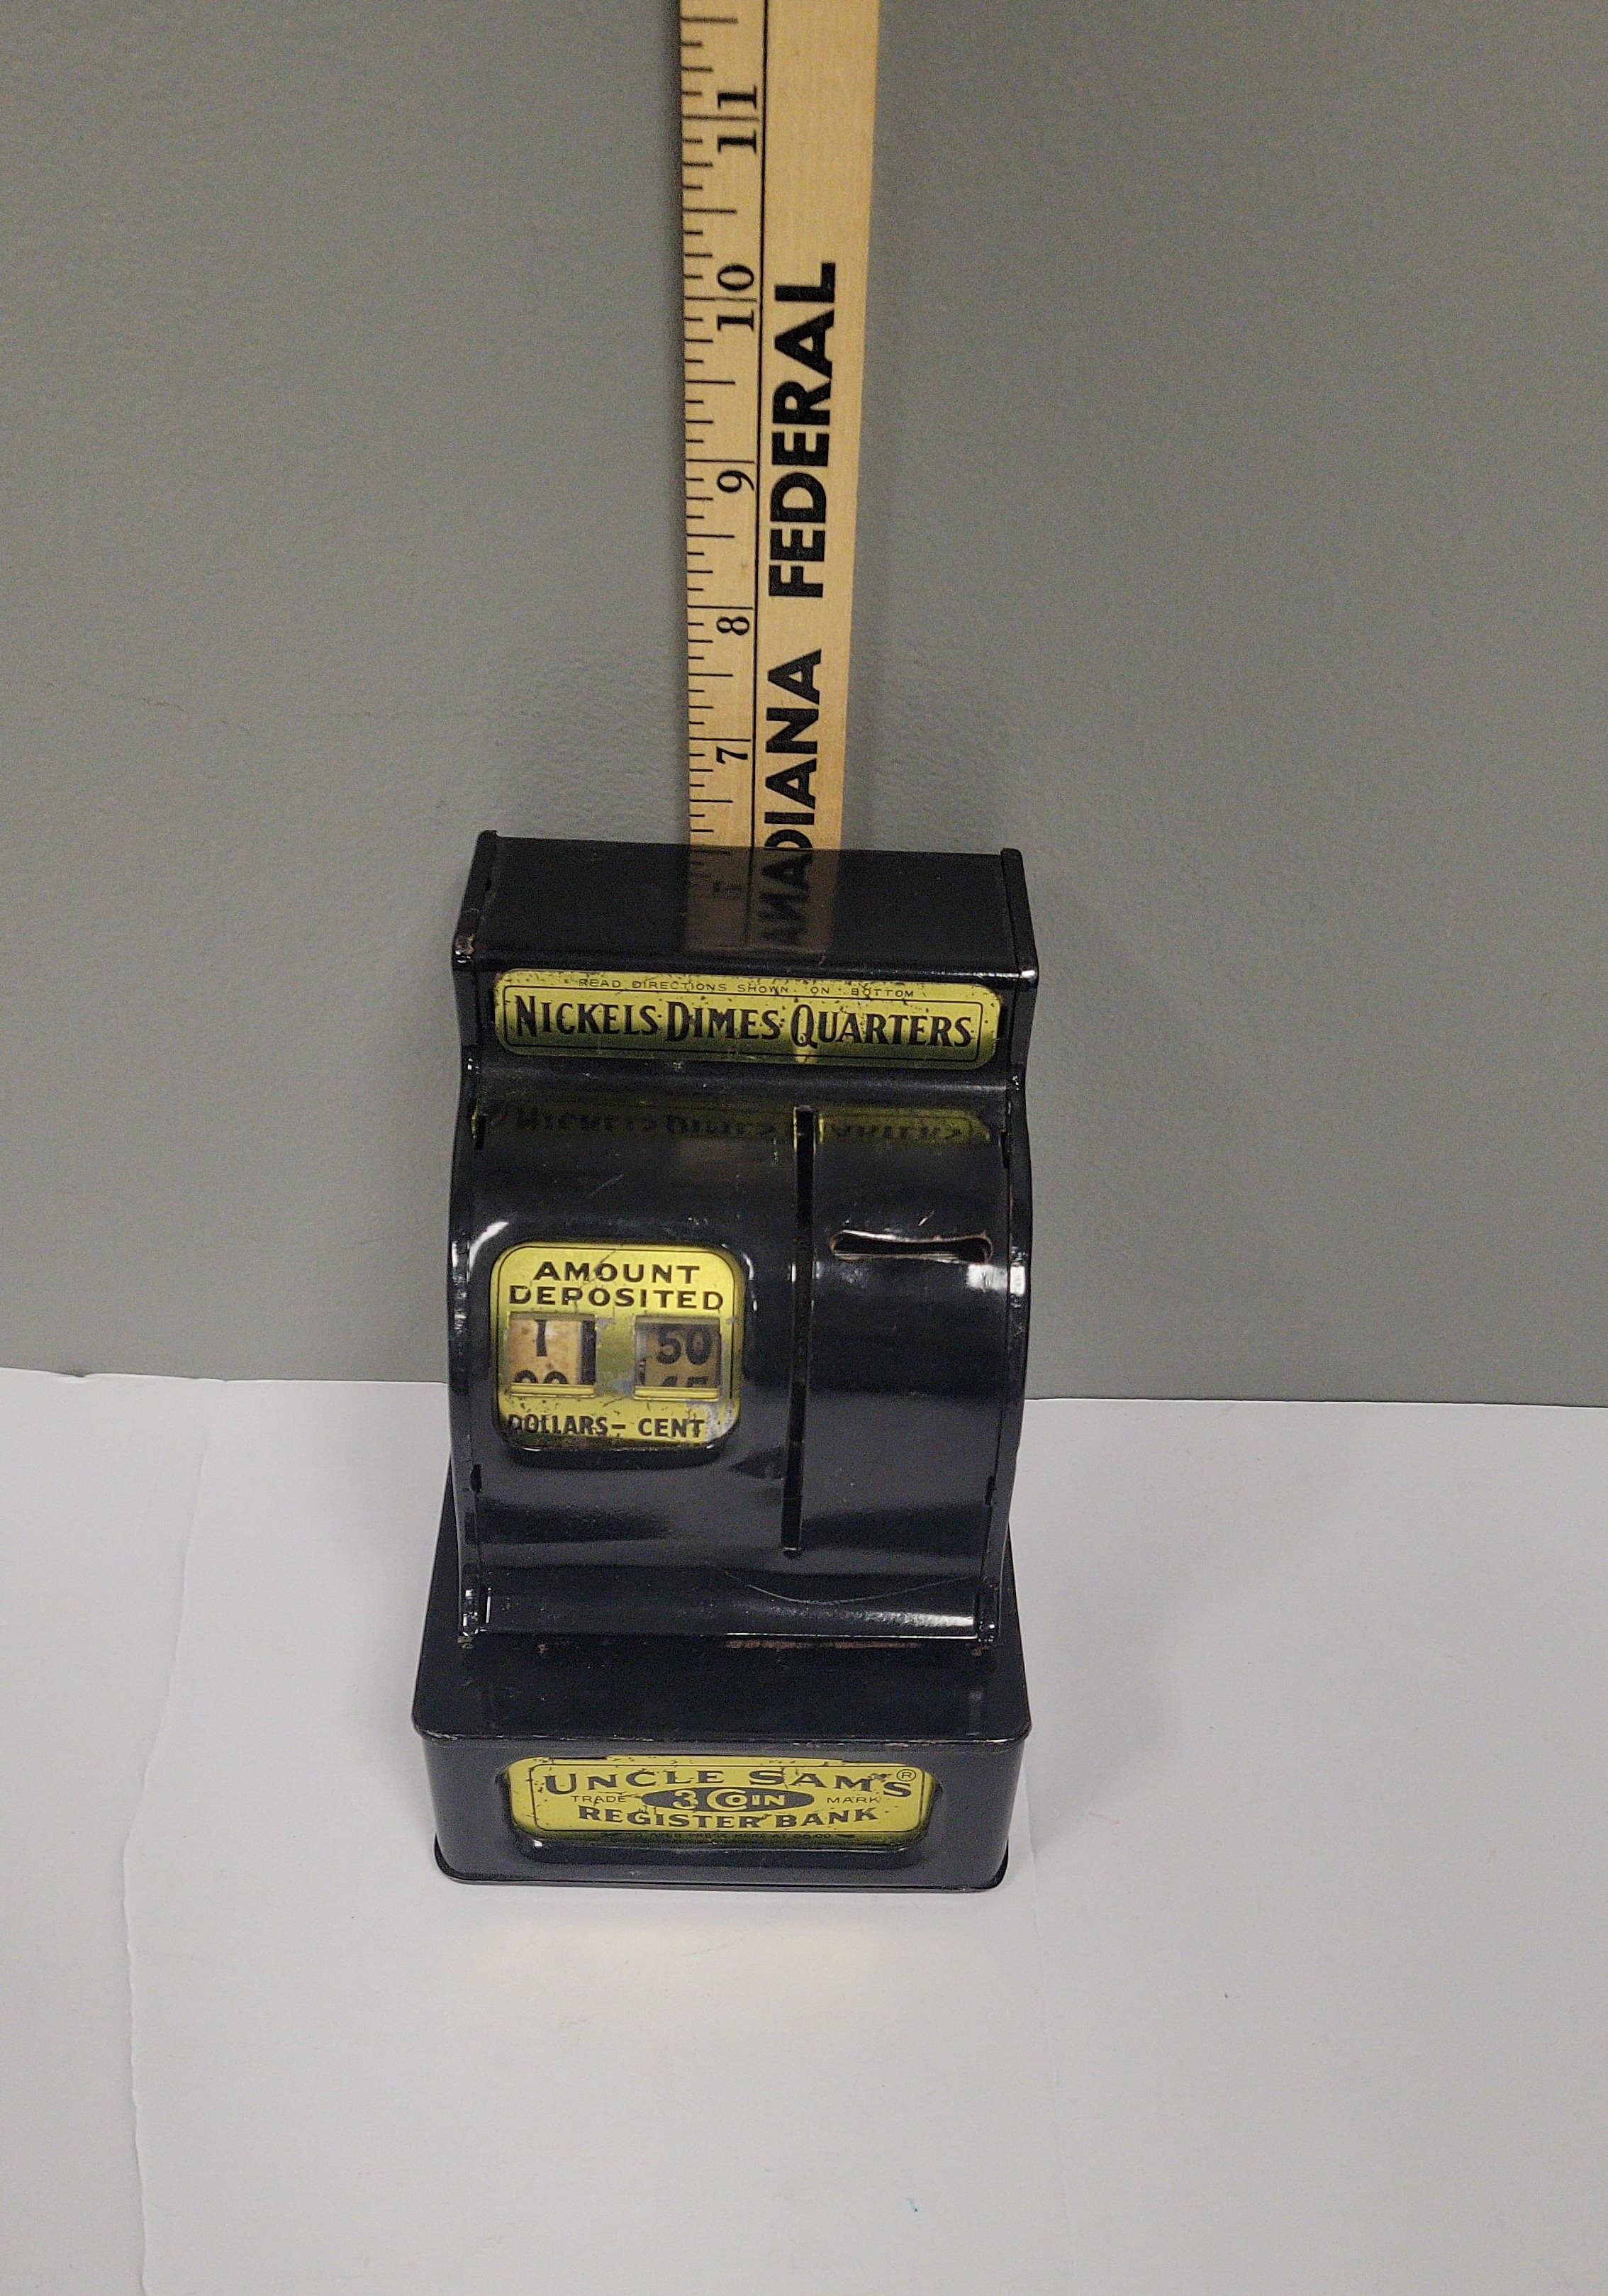 11
10
9
8
7
ANADIANA FEDERAL
READ DIRECTIONS SHOWN ON BOTTOM
NICKELS DIMES QUARTERS
AMOUNT
DEPOSITED
1 50
DOLLARS- CENT
UNCLE SAM'S ®
TRADE 3 COIN MARK
REGISTER BANK